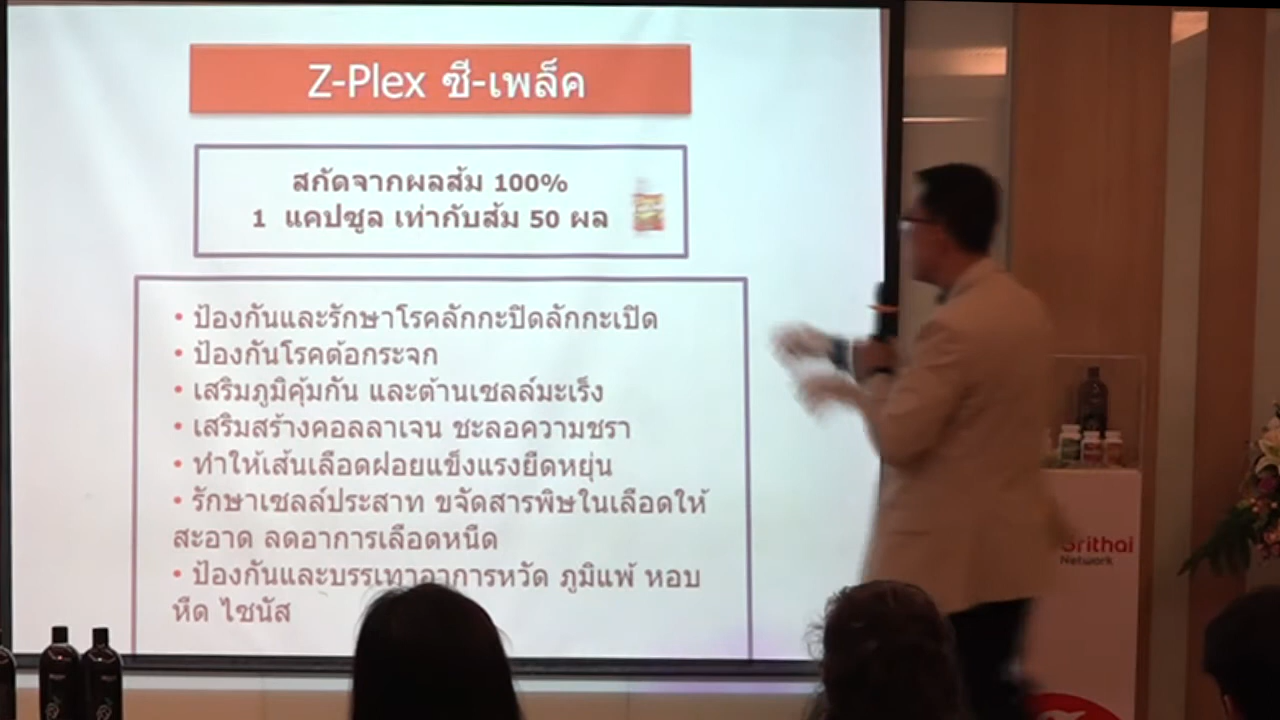 Z-Plex ซี-เพล็ค
สกัดจากผลส้ม 100%
1 แคปซูล เท่ากับส้ม 50 ผล
• ป้องกันและรักษาโรคลักกะปิดลักกะเปิด
• ป้องกันโรคต้อกระจก
• เสริมภูมิคุ้มกัน และต้านเซลล์มะเร็ง
• เสริมสร้างคอลลาเจน ชะลอความชรา
• ทำให้เส้นเลือดฝอยแข็งแรงยืดหยุ่น
• รักษาเซลล์ประสาท ขจัดสารพิษในเลือดให้
สะอาด ลดอาการเลือดหนืด
• ป้องกันและบรรเทาอาการหวัด ภูมิแพ้ หอบ
หืด ไซนัส
Srithai
Network